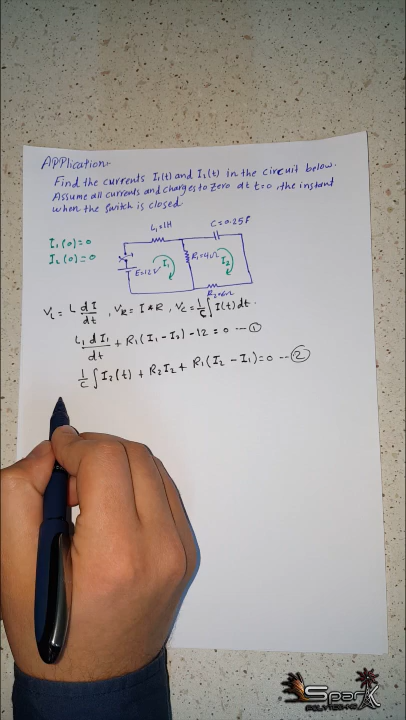 APPlication:-
Find the currents I₁(t) and I₂(t) in the circuit below.
Assume all currents and charges to zero at t=0, the instant
when the switch is closed
L₁=1H
C=0.25F
I₁(0)=0
I₂(0)=0
E=12V
I₁
R₁=4Ω
I₂
R₂=6Ω
V_L = L dI/dt , V_R = I*R , V_C = 1/C ∫ I(t) dt.
L₁ dI₁/dt + R₁(I₁ - I₂) - 12 = 0 --- ①
1/C ∫ I₂(t) + R₂I₂ + R₁(I₂ - I₁) = 0 --- ②
Spark
POLYTECHNIC